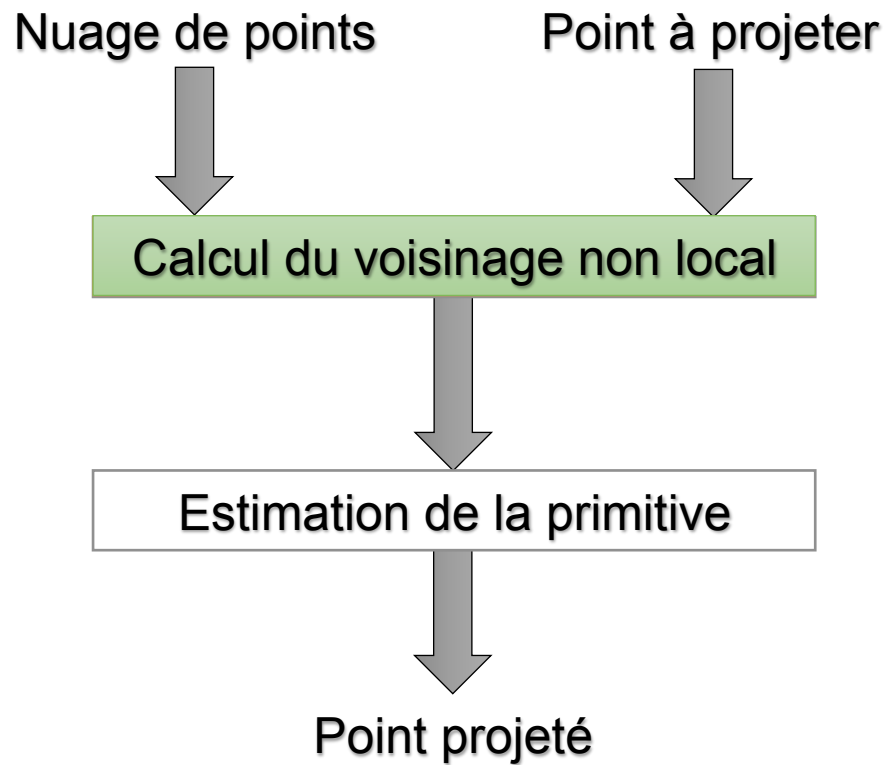 Nuage de points
Point à projeter
Calcul du voisinage non local
Estimation de la primitive
Point projeté